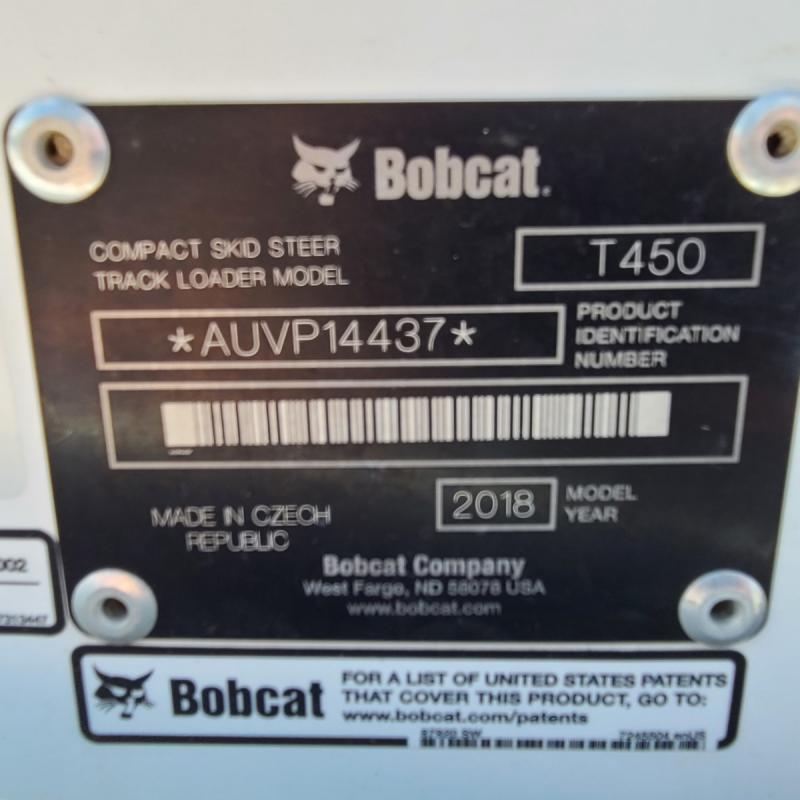 Bobcat.
COMPACT SKID STEER
TRACK LOADER MODEL
T450
*AUVP14437*
PRODUCT
IDENTIFICATION
NUMBER
MADE IN CZECH
REPUBLIC
2018
MODEL
YEAR
Bobcat Company
West Fargo, ND 58078 USA
www.bobcat.com
002
7313447
Bobcat
FOR A LIST OF UNITED STATES PATENTS
THAT COVER THIS PRODUCT, GO TO:
www.bobcat.com/patents